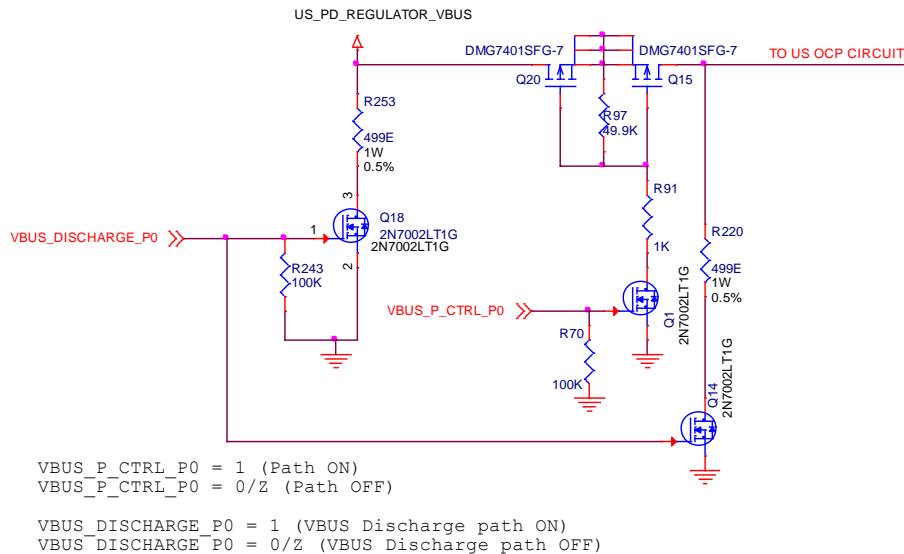 US_PD_REGULATOR_VBUS
DMG7401SFG-7
DMG7401SFG-7
TO US OCP CIRCUIT
Q20
Q15
R253
499E
1W
0.5%
R97
49.9K
3
Q18
2N7002LT1G
2N7002LT1G
1
VBUS_DISCHARGE_P0
2
R243
100K
R91
1K
R220
499E
1W
0.5%
VBUS_P_CTRL_P0
Q1
2N7002LT1G
R70
100K
Q14
2N7002LT1G
VBUS_P_CTRL_P0 = 1 (Path ON)
VBUS_P_CTRL_P0 = 0/Z (Path OFF)
VBUS_DISCHARGE_P0 = 1 (VBUS Discharge path ON)
VBUS_DISCHARGE_P0 = 0/Z (VBUS Discharge path OFF)